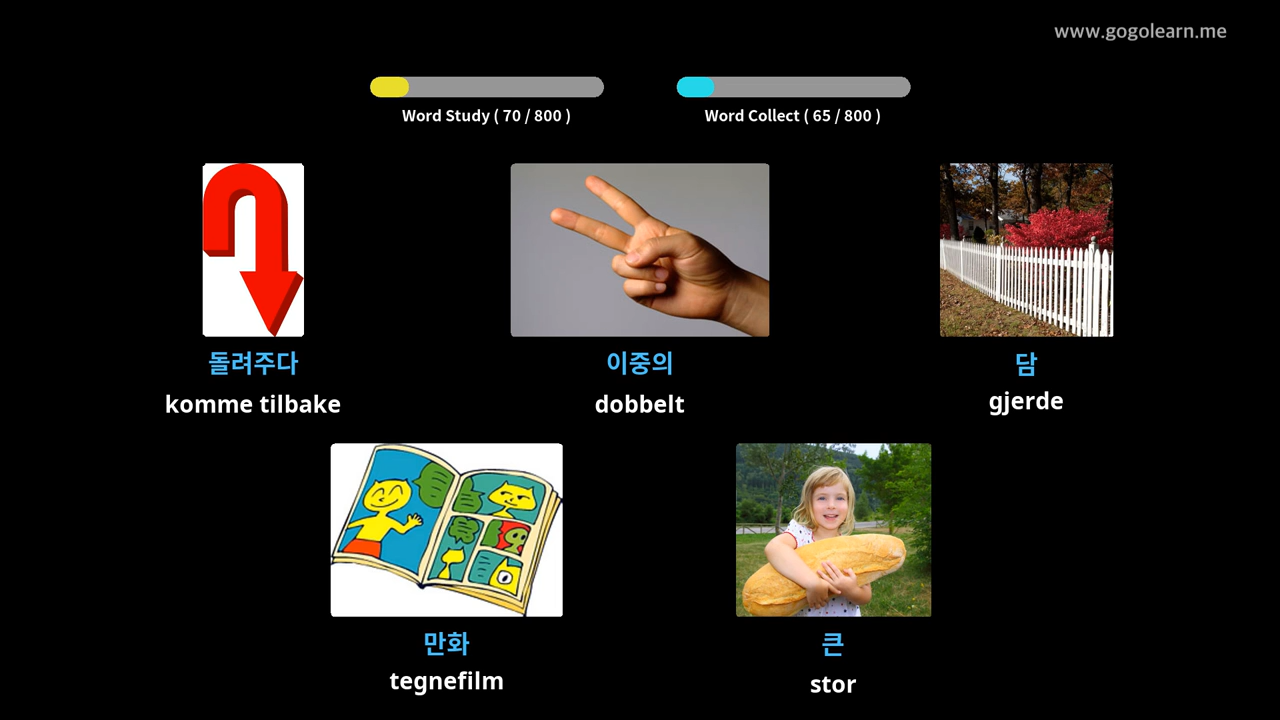 www.gogolearn.me
Word Study ( 70 / 800 )
Word Collect ( 65 / 800 )
돌려주다
komme tilbake
이중의
dobbelt
담
gjerde
만화
tegnefilm
큰
stor